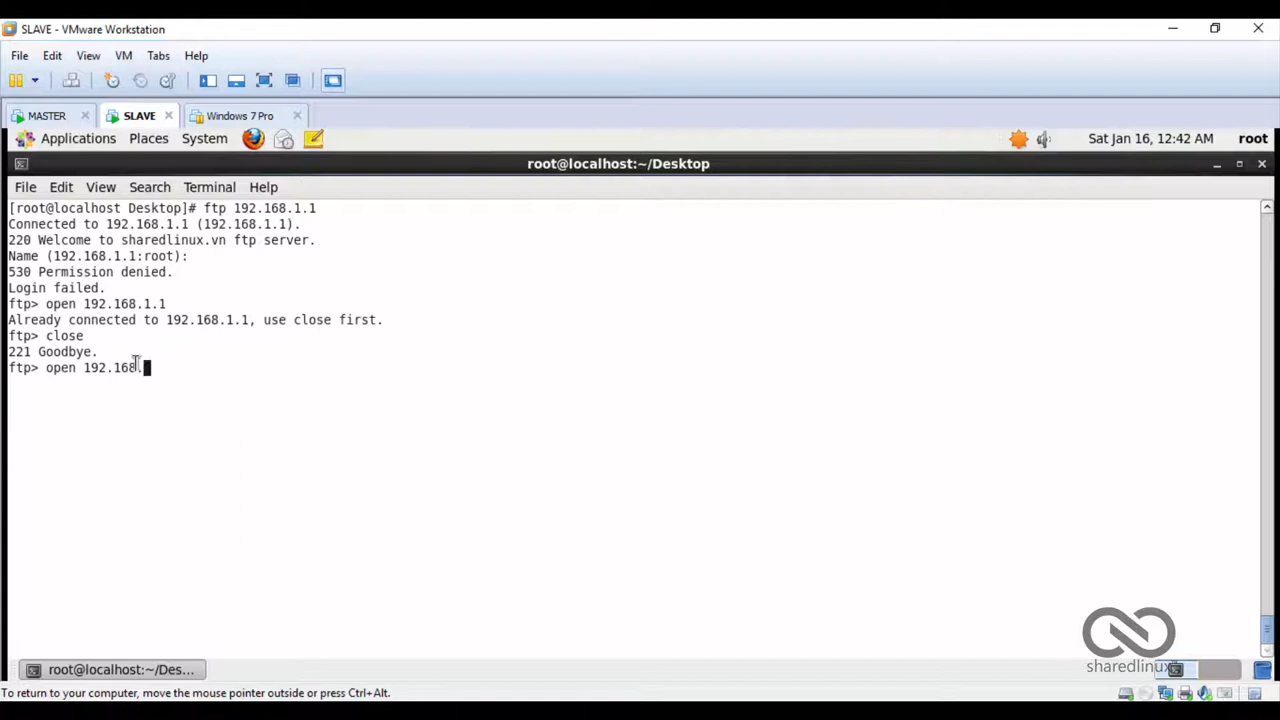 SLAVE - VMware Workstation
File Edit View VM Tabs Help
MASTER SLAVE Windows 7 Pro
Applications Places System Sat Jan 16, 12:42 AM root
root@localhost:~/Desktop
File Edit View Search Terminal Help
[root@localhost Desktop]# ftp 192.168.1.1
Connected to 192.168.1.1 (192.168.1.1).
220 Welcome to sharedlinux.vn ftp server.
Name (192.168.1.1:root):
530 Permission denied.
Login failed.
ftp> open 192.168.1.1
Already connected to 192.168.1.1, use close first.
ftp> close
221 Goodbye.
ftp> open 192.168.
sharedlinux
root@localhost:~/Des...
To return to your computer, move the mouse pointer outside or press Ctrl+Alt.